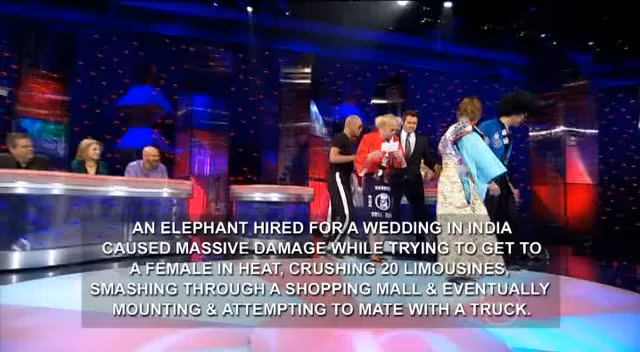 AN ELEPHANT HIRED FOR A WEDDING IN INDIA
CAUSED MASSIVE DAMAGE WHILE TRYING TO GET TO
A FEMALE IN HEAT, CRUSHING 20 LIMOUSINES,
SMASHING THROUGH A SHOPPING MALL & EVENTUALLY
MOUNTING & ATTEMPTING TO MATE WITH A TRUCK.